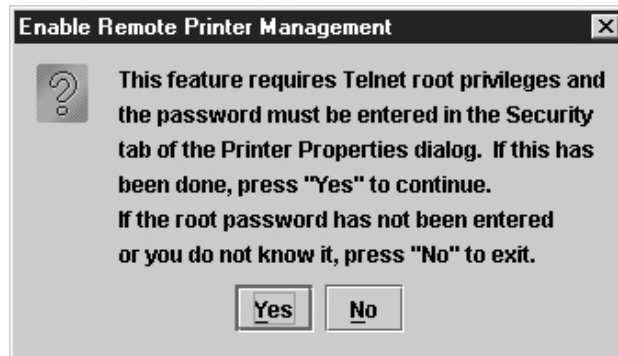 Enable Remote Printer Management
This feature requires Telnet root privileges and
the password must be entered in the Security
tab of the Printer Properties dialog. If this has
been done, press "Yes" to continue.
If the root password has not been entered
or you do not know it, press "No" to exit.
Yes
No